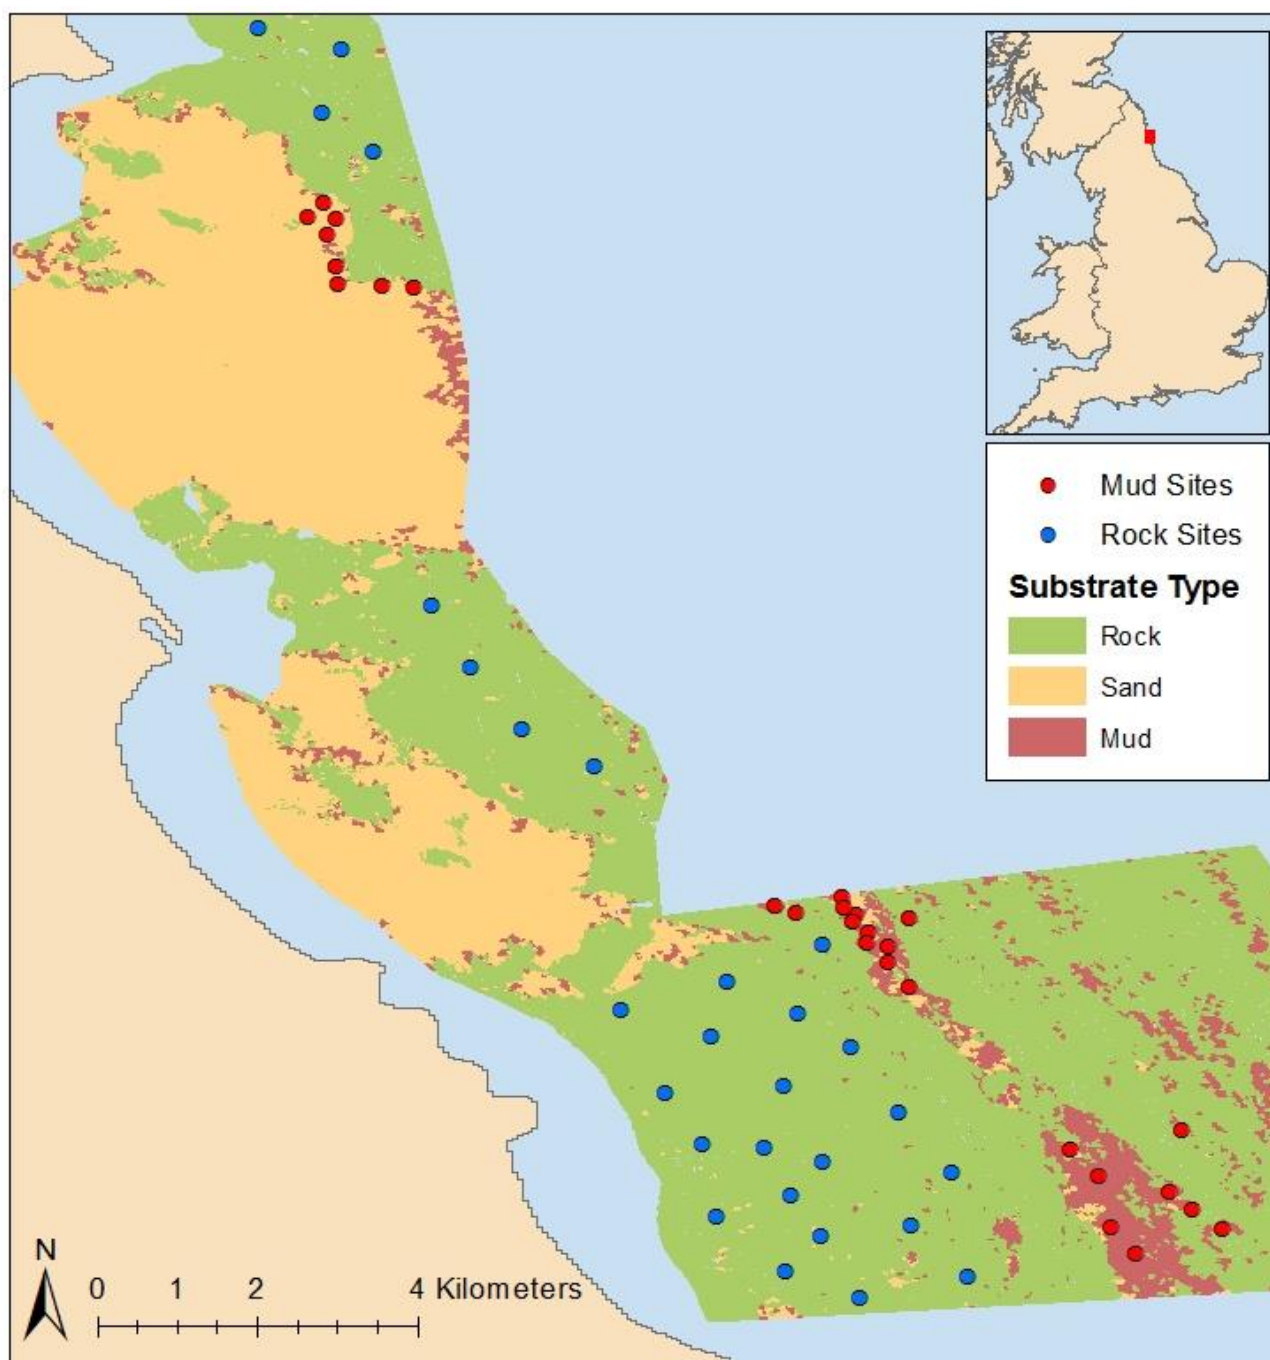 Mud Sites
Rock Sites
Substrate Type
Rock
Sand
Mud
N
0 1 2 4 Kilometers